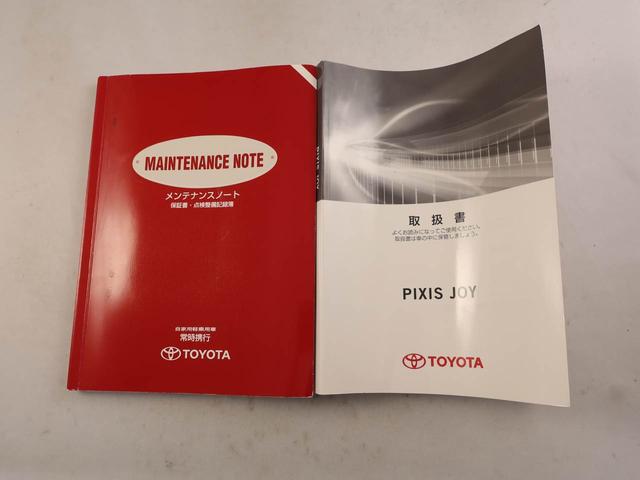 MAINTENANCE NOTE
メンテナンスノート
保証書・点検整備記録簿
自家用軽乗用車
常時携行
TOYOTA
PIXIS JOY
取扱書
よくお読みになってご使用ください。
取扱書は車の中に保管しましょう。
PIXIS JOY
TOYOTA